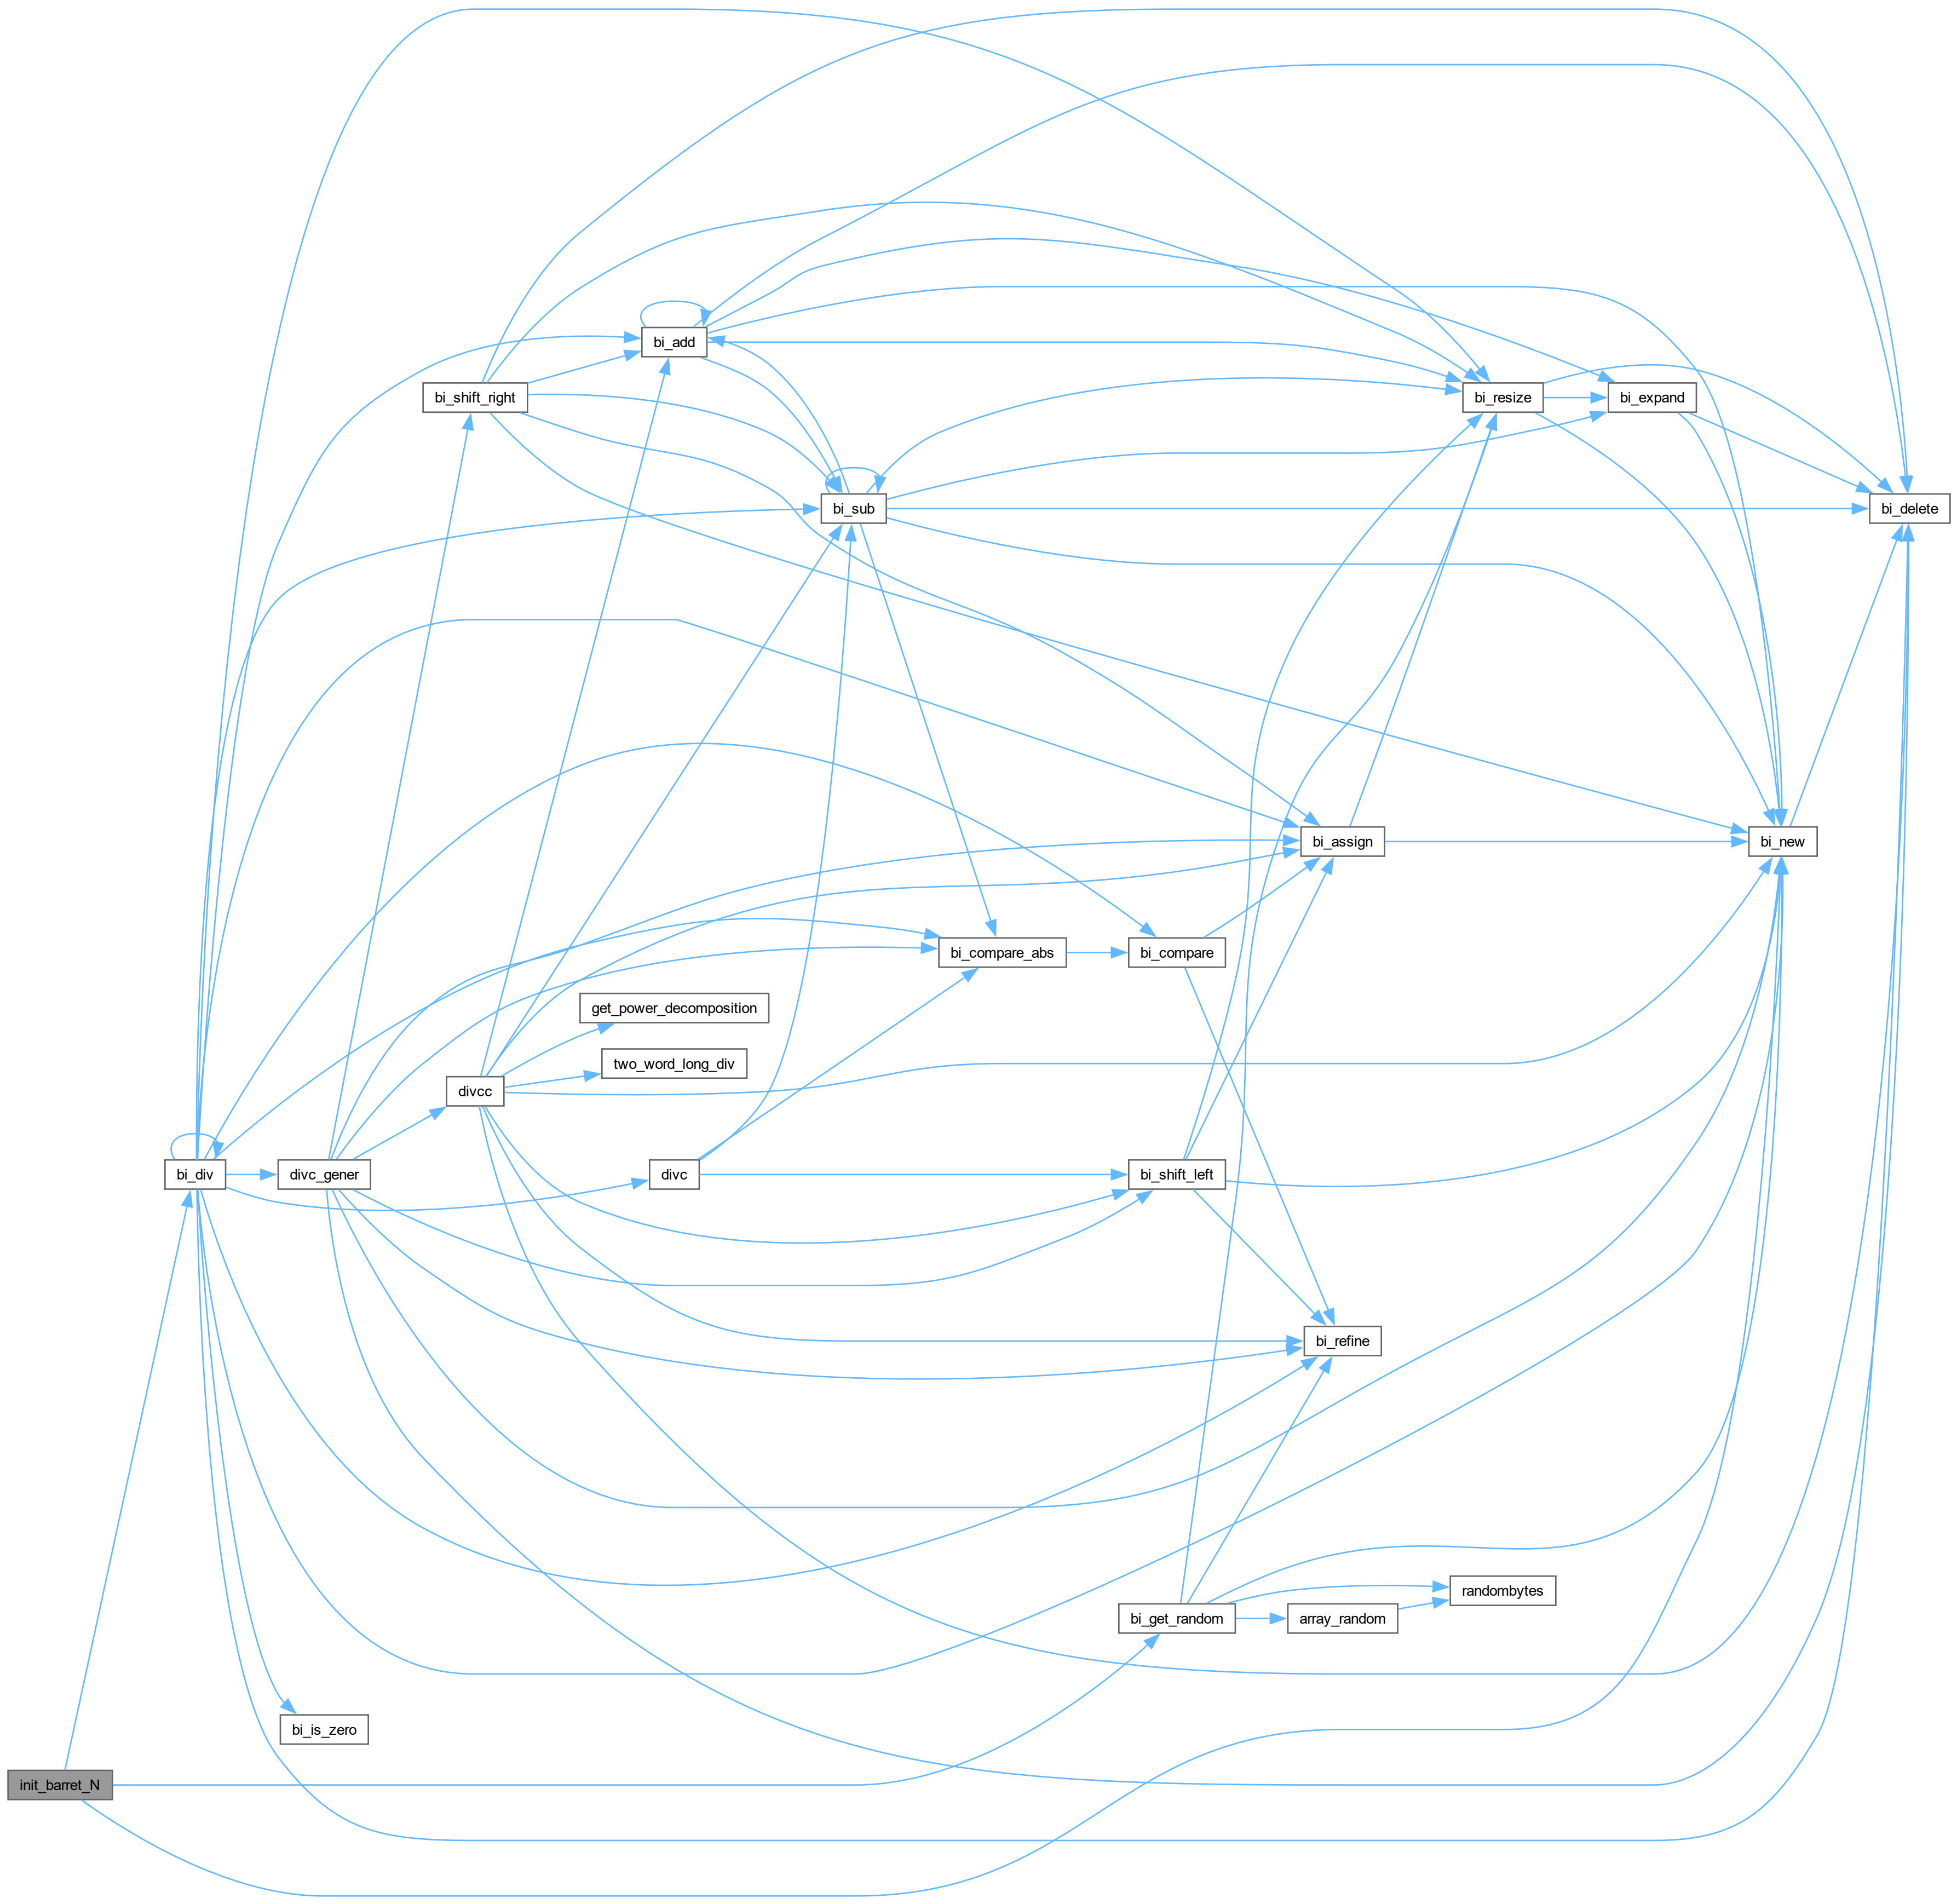 bi_add
bi_shift_right
bi_resize
bi_expand
bi_sub
bi_delete
bi_assign
bi_new
bi_compare_abs
bi_compare
get_power_decomposition
two_word_long_div
divcc
bi_div
divc_gener
divc
bi_shift_left
bi_refine
randombytes
bi_get_random
array_random
bi_is_zero
init_barret_N